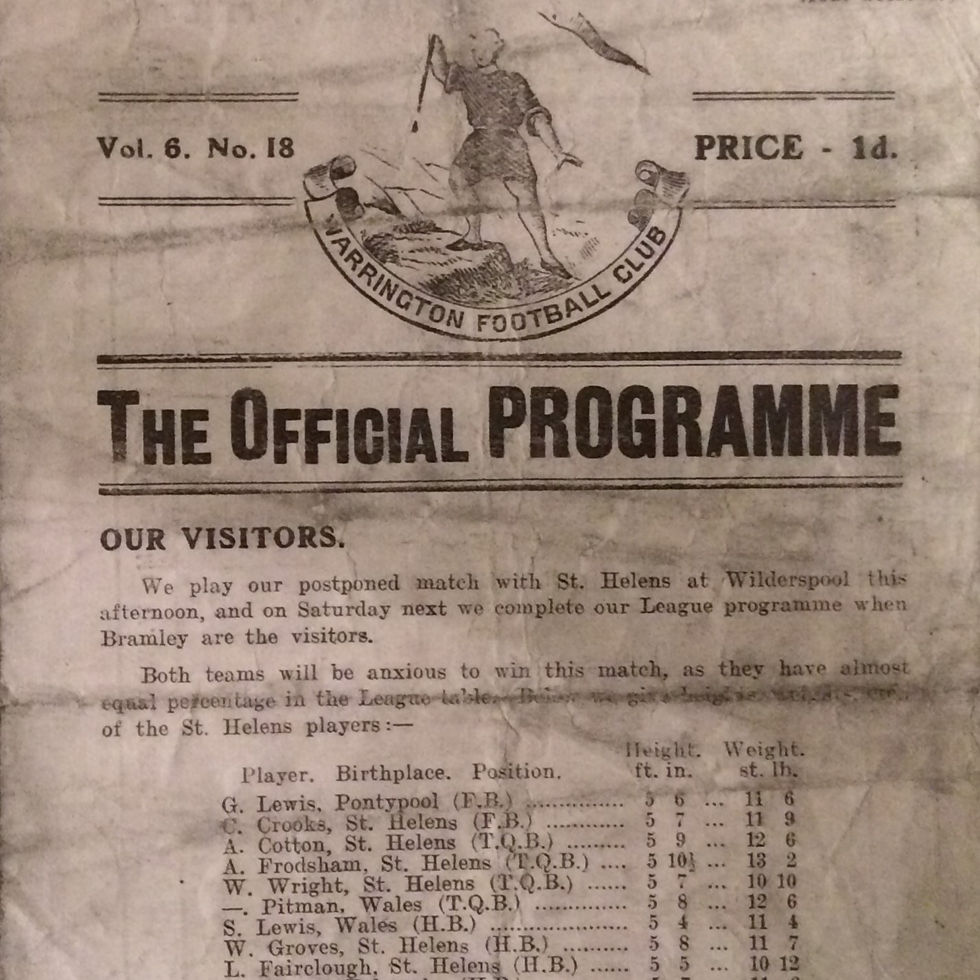 Vol. 6. No. 18
PRICE - 1d.
WARRINGTON FOOTBALL CLUB
THE OFFICIAL PROGRAMME
OUR VISITORS.
We play our postponed match with St. Helens at Wilderspool this
afternoon, and on Saturday next we complete our League programme when
Bramley are the visitors.
Both teams will be anxious to win this match, as they have almost
equal percentage in the League table. Below we give heights, weights, etc.,
of the St. Helens players:—
Height. Weight.
Player. Birthplace. Position. ft. in. st. lb.
G. Lewis, Pontypool (F.B.) ............... 5 6 ... 11 6
C. Crooks, St. Helens (F.B.) ............ 5 7 ... 11 9
A. Cotton, St. Helens (T.Q.B.) ......... 5 9 ... 12 6
A. Frodsham, St. Helens (T.Q.B.) .... 5 10½ ... 13 2
W. Wright, St. Helens (T.Q.B.) ...... 5 7 ... 10 10
—. Pitman, Wales (T.Q.B.) .............. 5 8 ... 12 6
S. Lewis, Wales (H.B.) ..................... 5 4 ... 11 4
W. Groves, St. Helens (H.B.) .......... 5 8 ... 11 7
L. Fairclough, St. Helens (H.B.) ...... 5 5 ... 10 12